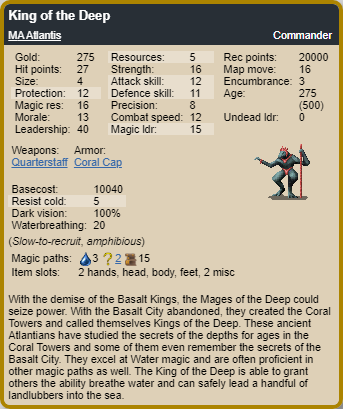 King of the Deep
MA Atlantis Commander
Gold: 275 Resources: 5 Rec points: 20000
Hit points: 27 Strength: 16 Map move: 16
Size: 4 Attack skill: 12 Encumbrance: 3
Protection: 12 Defence skill: 11 Age: 275
Magic res: 16 Precision: 8 (500)
Morale: 13 Combat speed: 12 Undead ldr: 0
Leadership: 40 Magic ldr: 15
Weapons: Armor:
Quarterstaff Coral Cap
Basecost: 10040
Resist cold: 5
Dark vision: 100%
Waterbreathing: 20
(Slow-to-recruit, amphibious)
Magic paths: 3 ? 2 15
Item slots: 2 hands, head, body, feet, 2 misc
With the demise of the Basalt Kings, the Mages of the Deep could
seize power. With the Basalt City abandoned, they created the Coral
Towers and called themselves Kings of the Deep. These ancient
Atlantians have studied the secrets of the depths for ages in the
Coral Towers and some of them even remember the secrets of the
Basalt City. They excel at Water magic and are often proficient in
other magic paths as well. The King of the Deep is able to grant
others the ability breathe water and can safely lead a handful of
landlubbers into the sea.